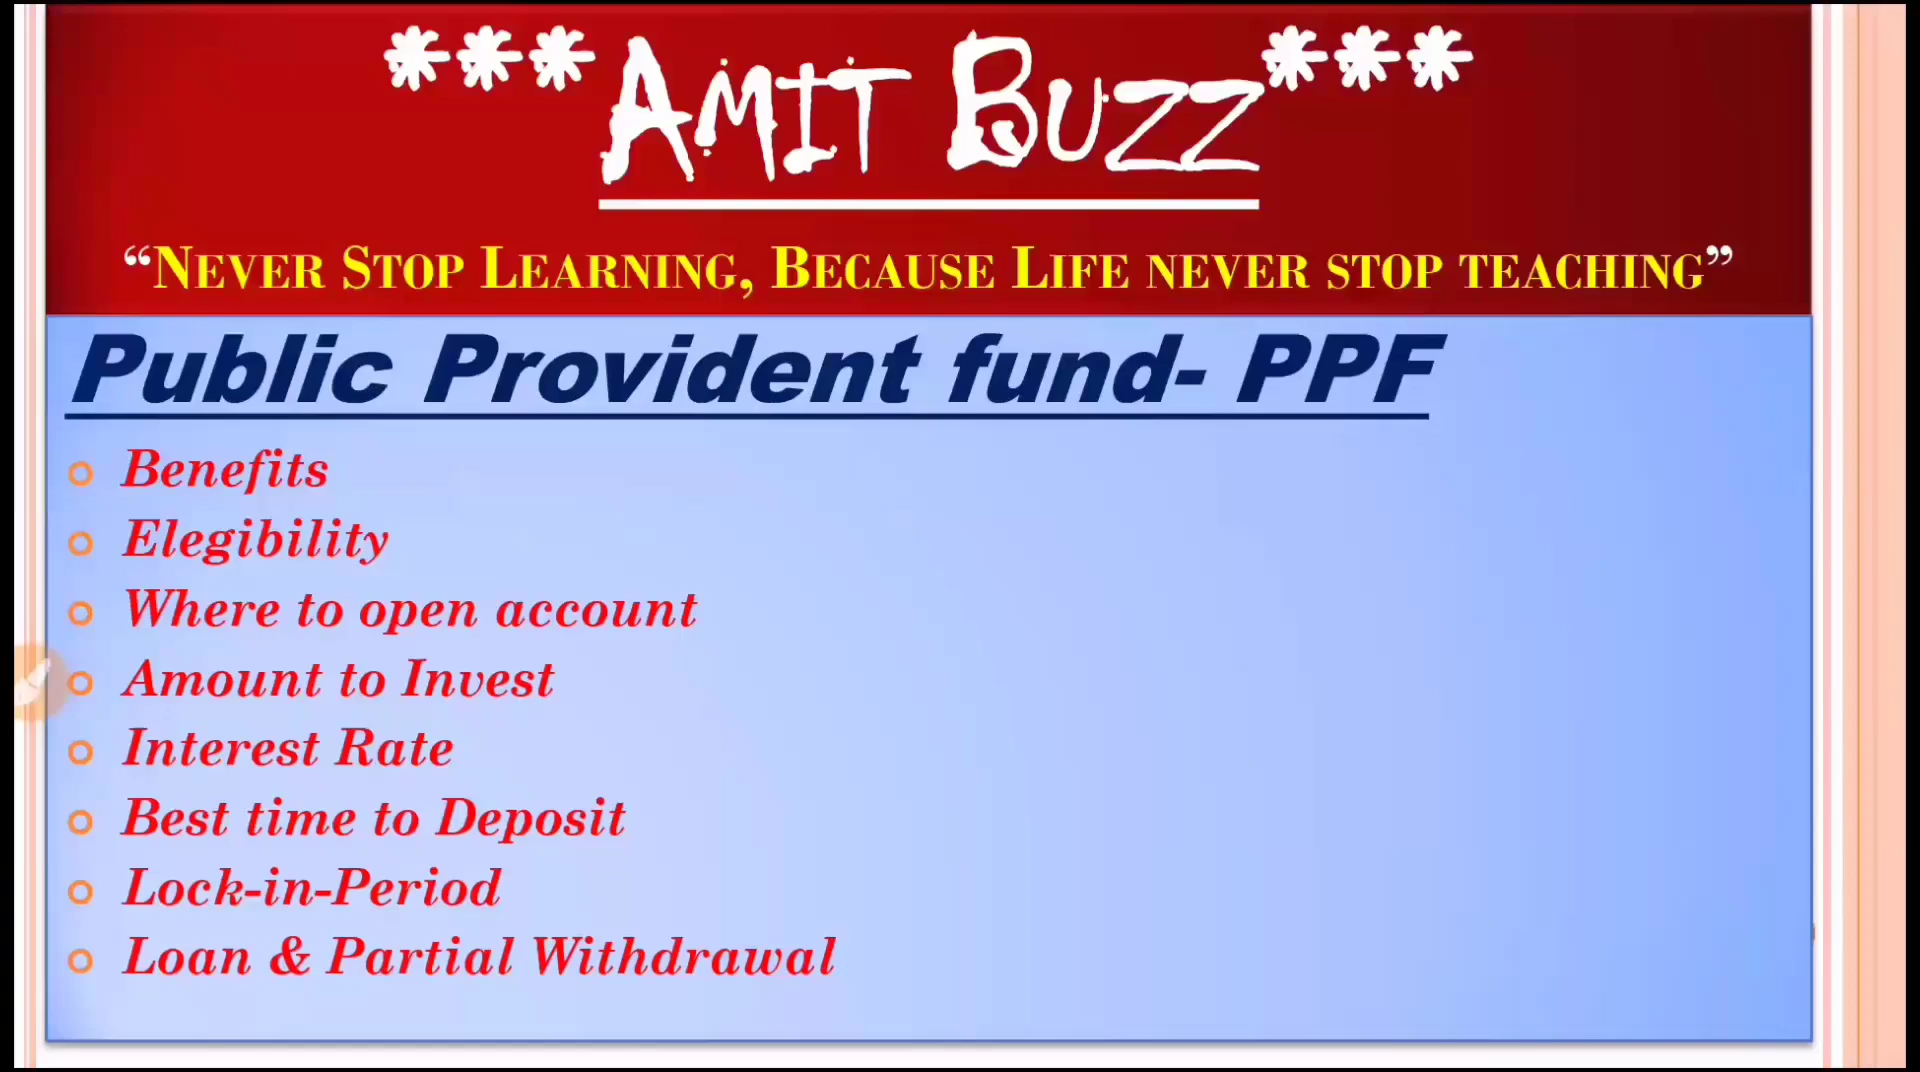 ***AMIT BUZZ***
“NEVER STOP LEARNING, BECAUSE LIFE NEVER STOP TEACHING”
Public Provident fund- PPF
Benefits
Elegibility
Where to open account
Amount to Invest
Interest Rate
Best time to Deposit
Lock-in-Period
Loan & Partial Withdrawal